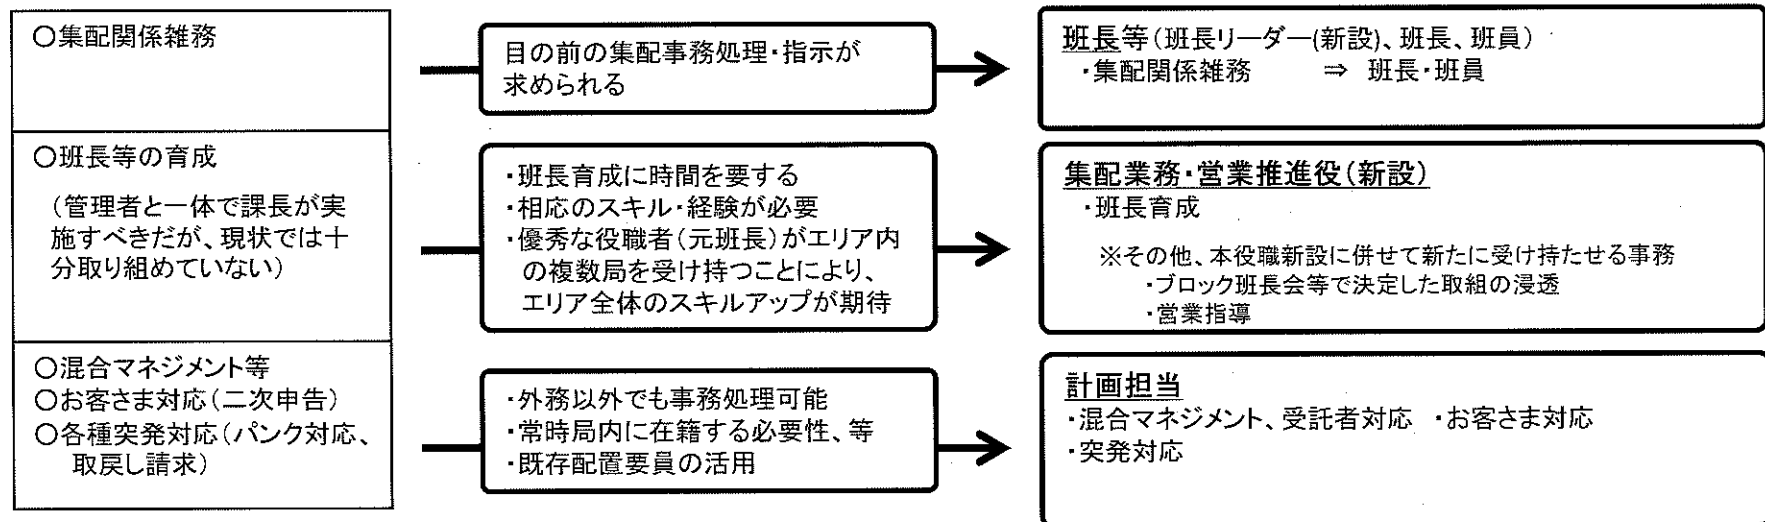 ○集配関係雑務
目の前の集配事務処理・指示が
求められる
班長等(班長リーダー(新設)、班長、班員)
・集配関係雑務 ⇒ 班長・班員
○班長等の育成
(管理者と一体で課長が実
施すべきだが、現状では十
分取り組めていない)
・班長育成に時間を要する
・相応のスキル・経験が必要
・優秀な役職者(元班長)がエリア内
の複数局を受け持つことにより、
エリア全体のスキルアップが期待
集配業務・営業推進役(新設)
・班長育成
※その他、本役職新設に併せて新たに受け持たせる事務
・ブロック班長会等で決定した取組の浸透
・営業指導
○混合マネジメント等
○お客さま対応(二次申告)
○各種突発対応(パンク対応、
取戻し請求)
・外務以外でも事務処理可能
・常時局内に在籍する必要性、等
・既存配置要員の活用
計画担当
・混合マネジメント、受託者対応 ・お客さま対応
・突発対応